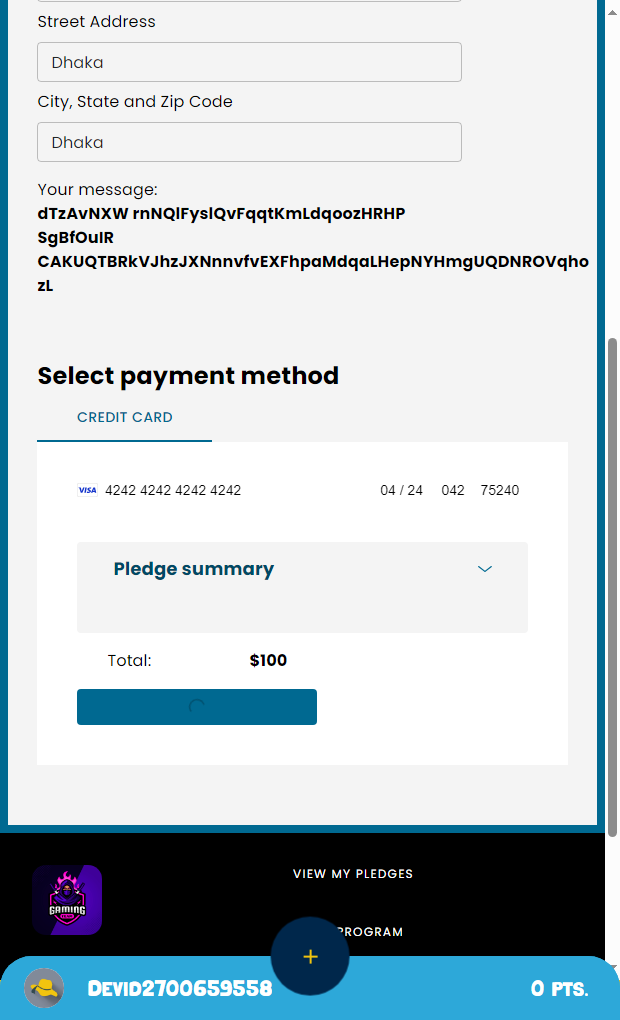 Street Address
Dhaka
City, State and Zip Code
Dhaka
Your message:
dTzAvNXW rnNQlFyslQvFqqtKmLdqoozHRHP
SgBfOuIR
CAKUQTBRkVJhzJXNnnvfvEXFhpaMdqaLHepNYHmgUQDNROVqho
zL
Select payment method
CREDIT CARD
VISA 4242 4242 4242 4242 04 / 24 042 75240
Pledge summary
Total: $100
VIEW MY PLEDGES
GAMING
PROGRAM
+
Devid2700659558 0 PTS.